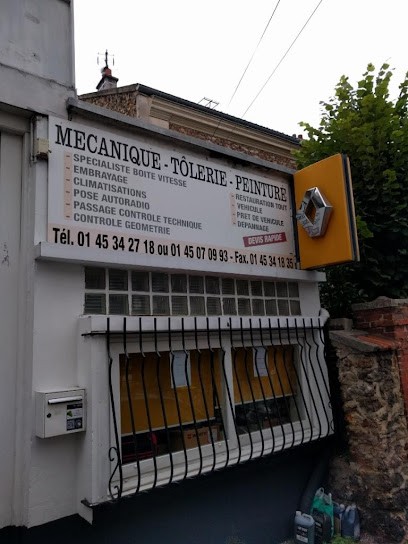 MECANIQUE - TÔLERIE - PEINTURE
- SPECIALISTE BOITE VITESSE
- EMBRAYAGE
- CLIMATISATIONS
- POSE AUTORADIO
- PASSAGE CONTROLE TECHNIQUE
- CONTROLE GEOMETRIE
- RESTAURATION TOUT
VEHICULE
- PRET DE VEHICULE
- DEPANNAGE
DEVIS RAPIDE
Tél. 01 45 34 27 18 ou 01 45 07 09 93 - Fax. 01 45 34 18 35